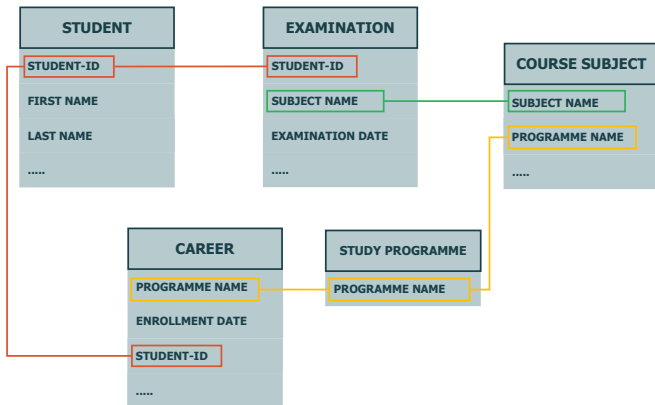 STUDENT
STUDENT-ID
FIRST NAME
LAST NAME
.....
EXAMINATION
STUDENT-ID
SUBJECT NAME
EXAMINATION DATE
.....
COURSE SUBJECT
SUBJECT NAME
PROGRAMME NAME
.....
CAREER
PROGRAMME NAME
ENROLLMENT DATE
STUDENT-ID
.....
STUDY PROGRAMME
PROGRAMME NAME